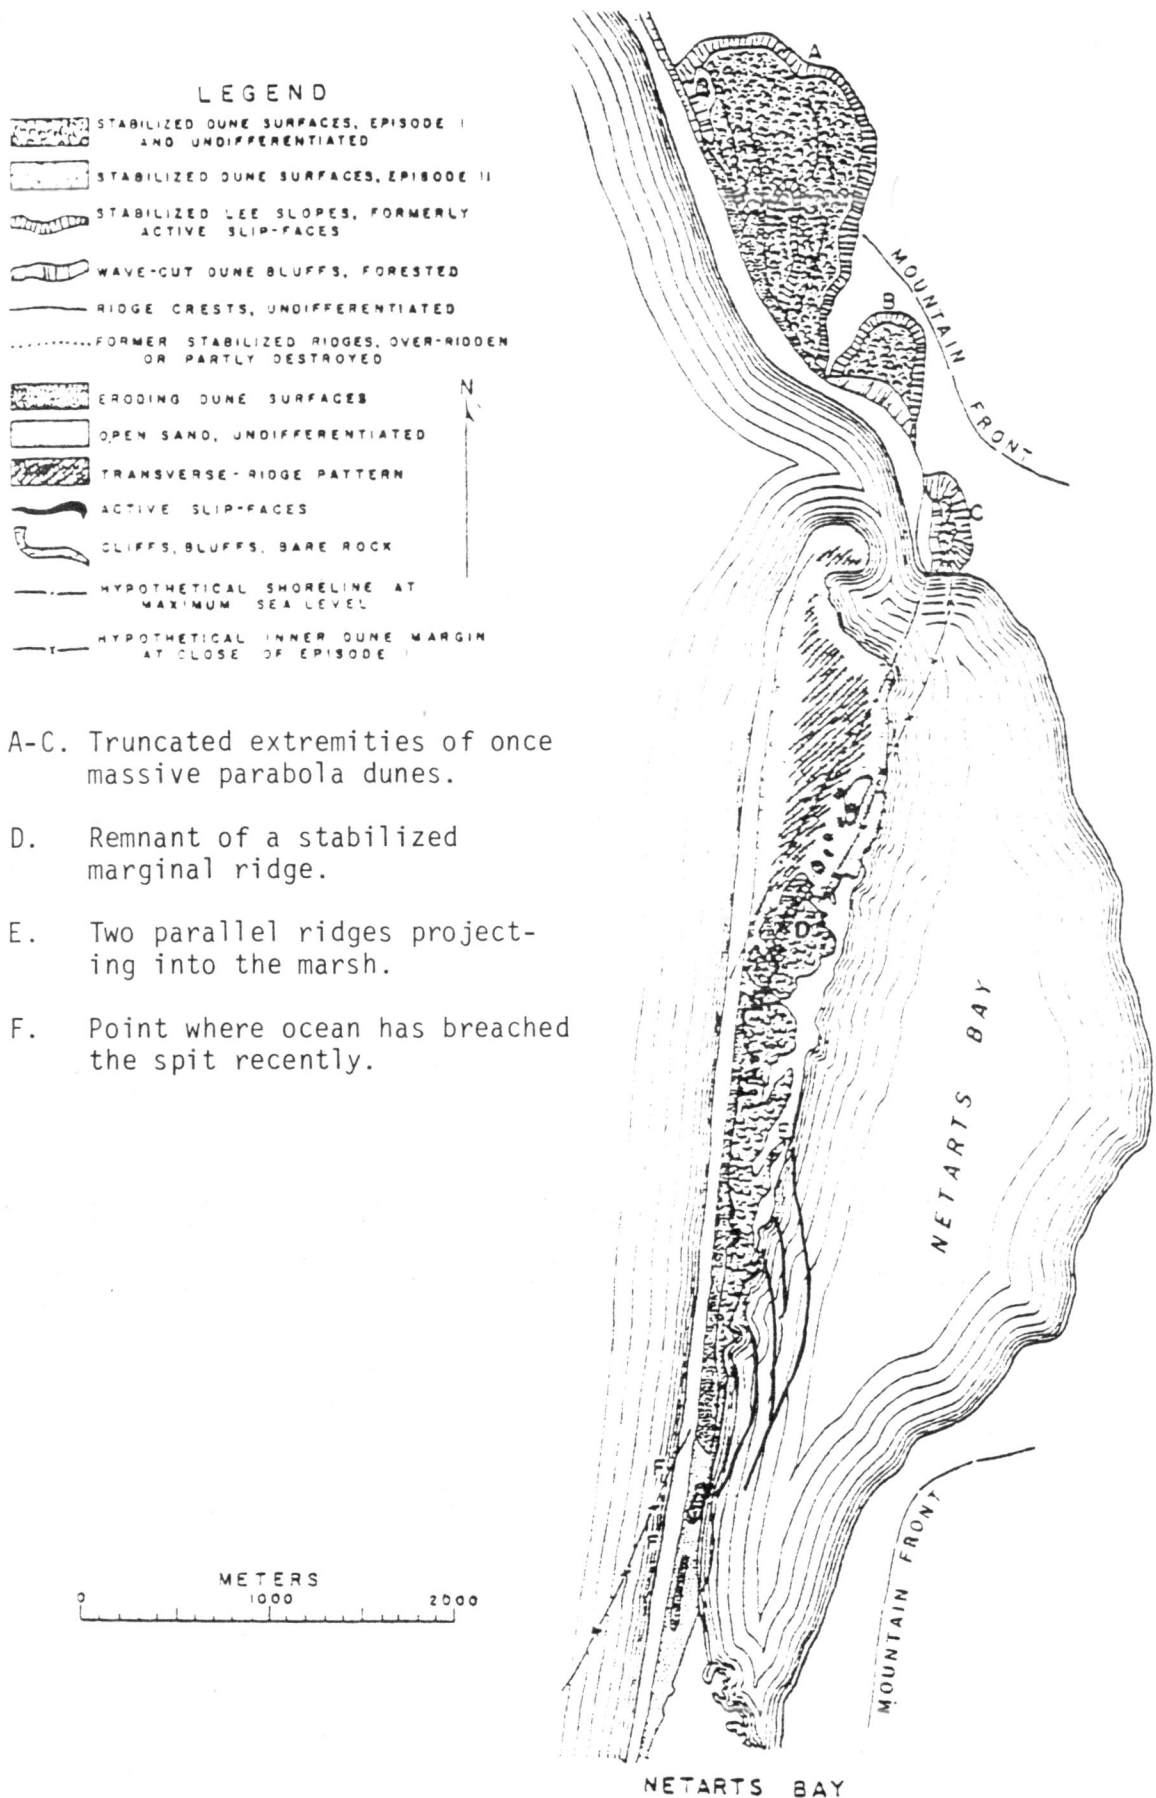 LEGEND
STABILIZED DUNE SURFACES, EPISODE I
AND UNDIFFERENTIATED
STABILIZED DUNE SURFACES, EPISODE II
STABILIZED LEE SLOPES, FORMERLY
ACTIVE SLIP-FACES
WAVE-CUT DUNE BLUFFS, FORESTED
RIDGE CRESTS, UNDIFFERENTIATED
FORMER STABILIZED RIDGES, OVER-RIDDEN
OR PARTLY DESTROYED
ERODING DUNE SURFACES
OPEN SAND, UNDIFFERENTIATED
TRANSVERSE-RIDGE PATTERN
ACTIVE SLIP-FACES
CLIFFS, BLUFFS, BARE ROCK
HYPOTHETICAL SHORELINE AT
MAXIMUM SEA LEVEL
HYPOTHETICAL INNER DUNE MARGIN
AT CLOSE OF EPISODE I
N
A-C. Truncated extremities of once
massive parabola dunes.
D. Remnant of a stabilized
marginal ridge.
E. Two parallel ridges project-
ing into the marsh.
F. Point where ocean has breached
the spit recently.
METERS
0 1000 2000
A
B
MOUNTAIN FRONT
C
D
NETARTS BAY
F
F
MOUNTAIN FRONT
NETARTS BAY